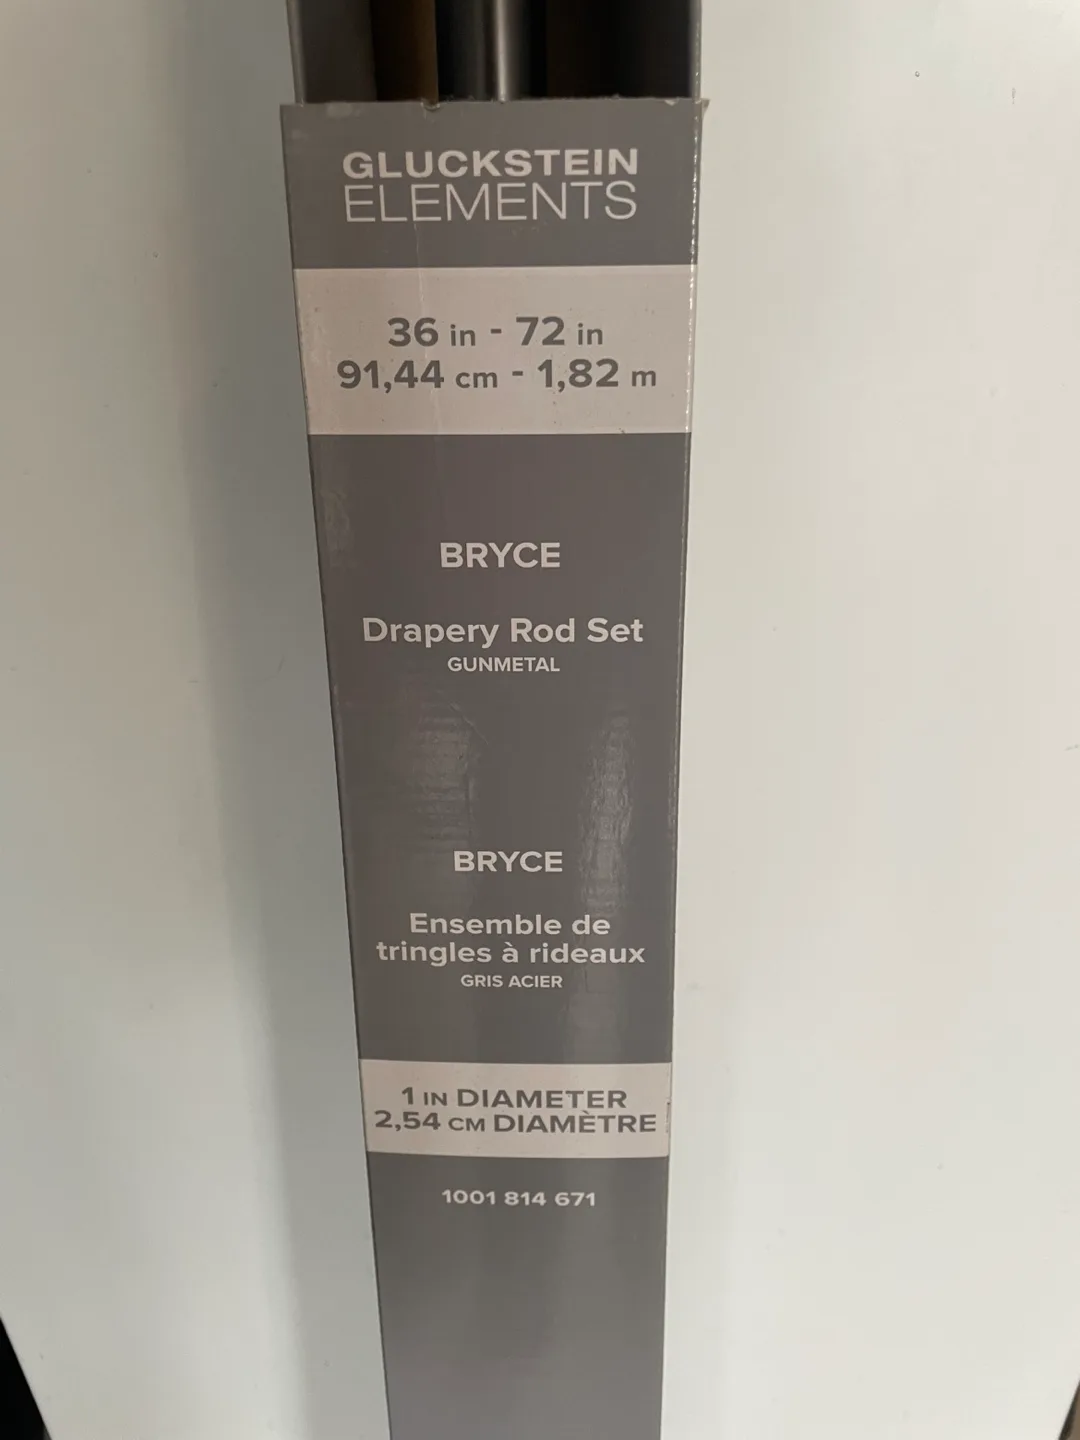 GLUCKSTEIN
ELEMENTS
36 in - 72 in
91,44 cm - 1,82 m
BRYCE
Drapery Rod Set
GUNMETAL
BRYCE
Ensemble de
tringles à rideaux
GRIS ACIER
1 IN DIAMETER
2,54 CM DIAMÈTRE
1001 814 671